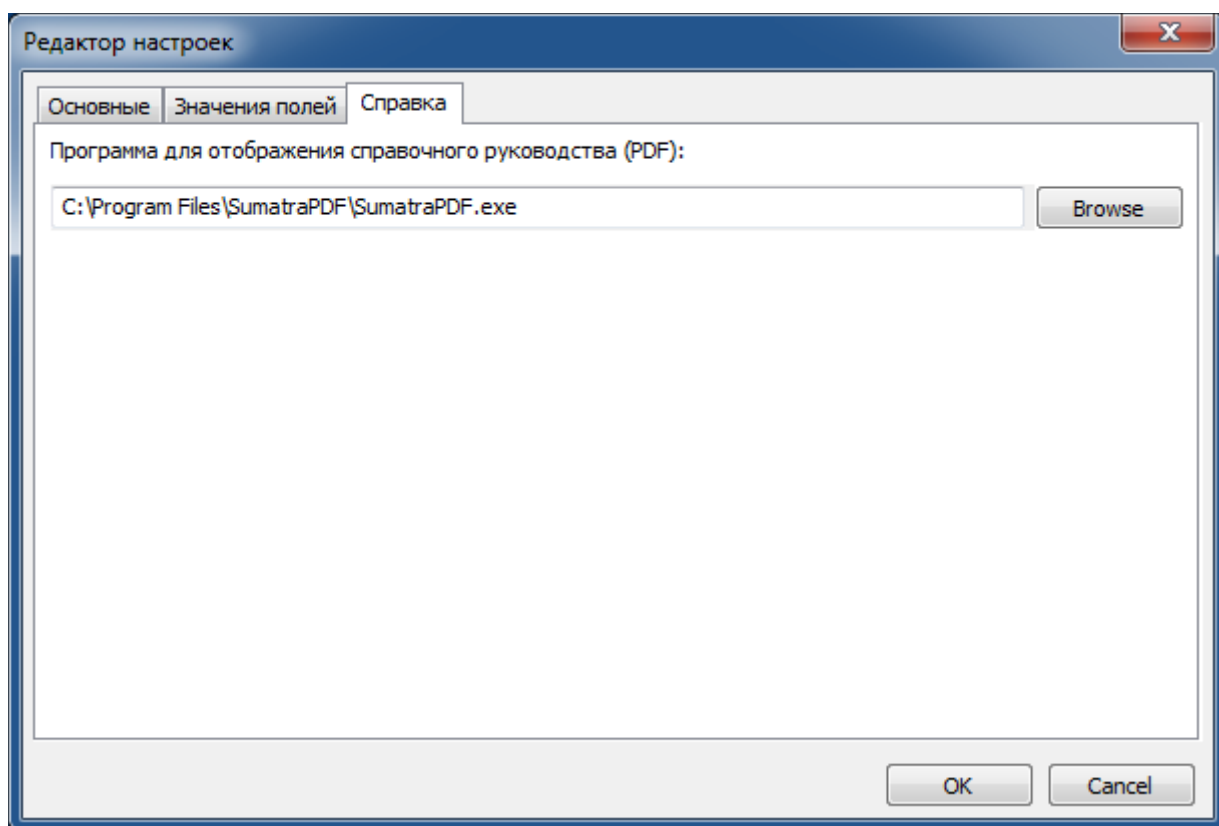 Редактор настроек
Основные Значения полей Справка
Программа для отображения справочного руководства (PDF):
C:\Program Files\SumatraPDF\SumatraPDF.exe Browse
OK Cancel